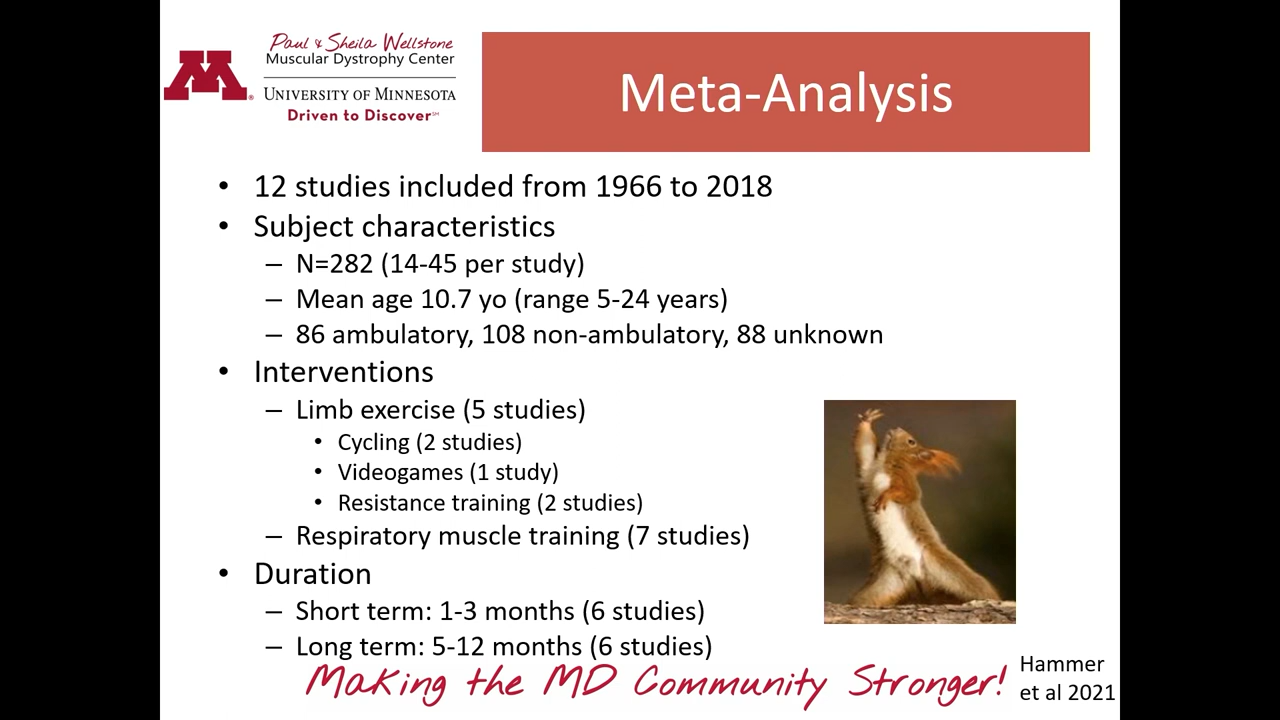 Paul & Sheila Wellstone
Muscular Dystrophy Center
UNIVERSITY OF MINNESOTA
Driven to Discover℠
Meta-Analysis
• 12 studies included from 1966 to 2018
• Subject characteristics
– N=282 (14-45 per study)
– Mean age 10.7 yo (range 5-24 years)
– 86 ambulatory, 108 non-ambulatory, 88 unknown
• Interventions
– Limb exercise (5 studies)
• Cycling (2 studies)
• Videogames (1 study)
• Resistance training (2 studies)
– Respiratory muscle training (7 studies)
• Duration
– Short term: 1-3 months (6 studies)
– Long term: 5-12 months (6 studies)
Making the MD Community Stronger!
Hammer
et al 2021